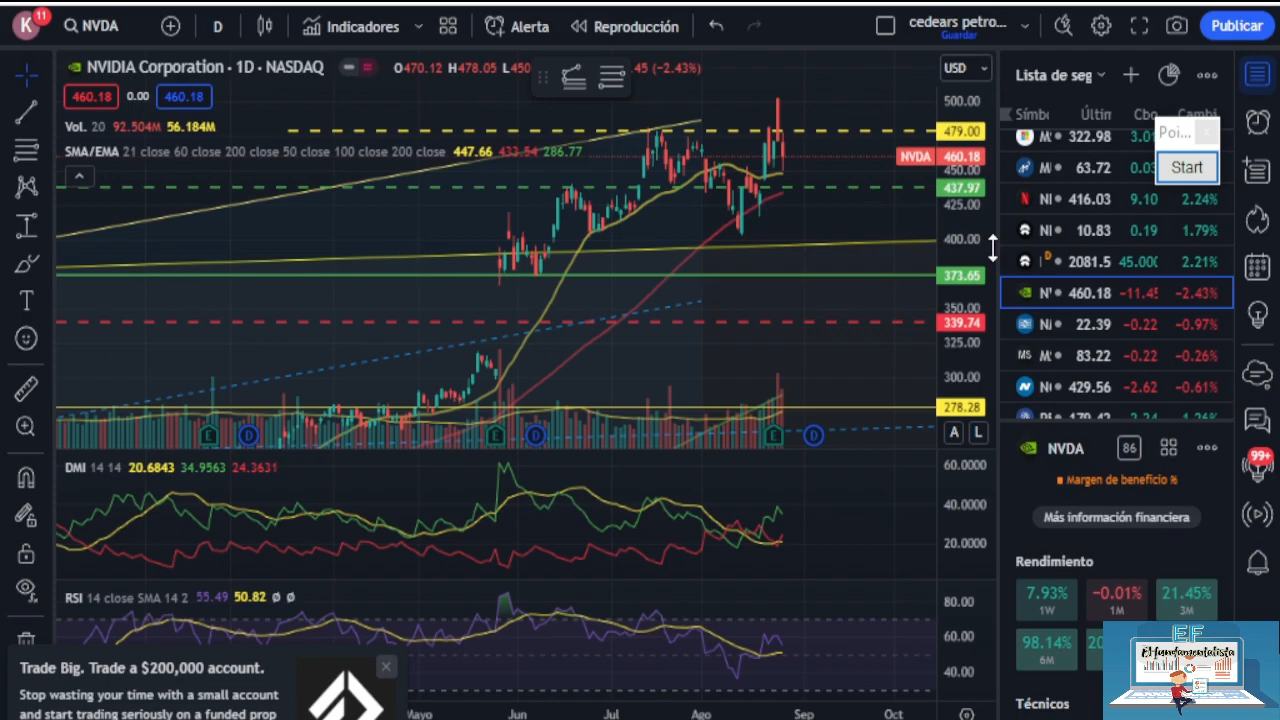 K 11 NVDA D Indicadores Alerta Reproducción cedears petro... Guardar Publicar
NVIDIA Corporation · 1D · NASDAQ O470.12 H478.05 L450 .45 (−2.43%) USD
460.18 0.00 460.18
Vol. 20 92.504M 56.184M
SMA/EMA 21 close 60 close 200 close 50 close 100 close 200 close 447.66 433.54 286.77
500.00
479.00
NVDA 460.18
450.00
437.97
425.00
400.00
373.65
350.00
339.74
325.00
300.00
278.28
E D E D E D A L
DMI 14 14 20.6843 34.9563 24.3631
60.0000
40.0000
20.0000
RSI 14 close SMA 14 2 55.49 50.82 ø ø
80.00
60.00
40.00
Mayo Jun Jul Ago Sep Oct
Trade Big. Trade a $200,000 account.
Stop wasting your time with a small account
and start trading seriously on a funded prop
Lista de seg
Símb Últin Cbo Cambi
322.98 3.0
63.72 0.03
416.03 9.10 2.24%
10.83 0.19 1.79%
D 2081.5 45.000 2.21%
460.18 −11.45 −2.43%
22.39 −0.22 −0.97%
83.22 −0.22 −0.26%
429.56 −2.62 −0.61%
Poi... x
Start
99+
NVDA 86
Margen de beneficio %
Más información financiera
Rendimiento
7.93% −0.01% 21.45%
1W 1M 3M
98.14% 20
6M
Técnicos
EF
El fundamentalista